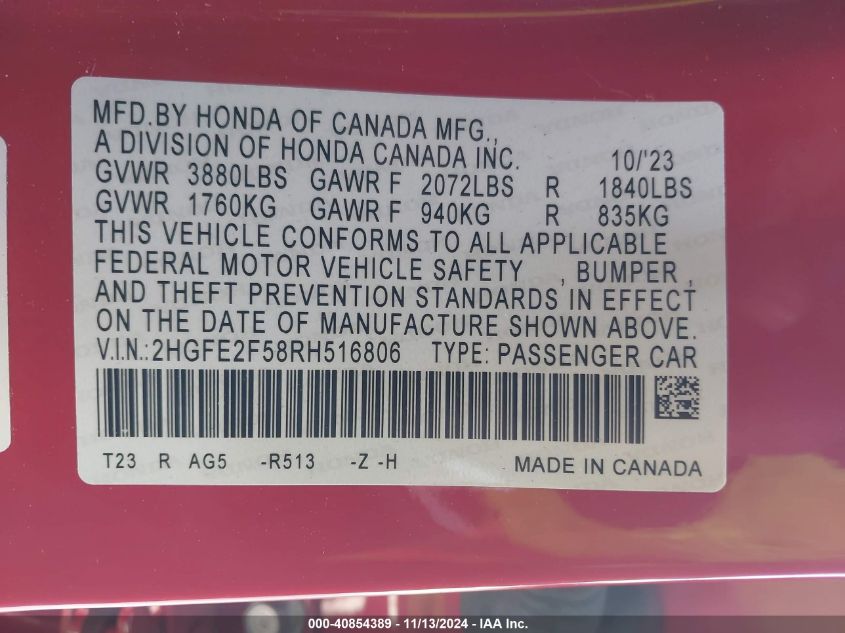 MFD.BY HONDA OF CANADA MFG.,
A DIVISION OF HONDA CANADA INC. 10/'23
GVWR 3880LBS GAWR F 2072LBS R 1840LBS
GVWR 1760KG GAWR F 940KG R 835KG
THIS VEHICLE CONFORMS TO ALL APPLICABLE
FEDERAL MOTOR VEHICLE SAFETY , BUMPER ,
AND THEFT PREVENTION STANDARDS IN EFFECT
ON THE DATE OF MANUFACTURE SHOWN ABOVE.
V.I.N.:2HGFE2F58RH516806 TYPE: PASSENGER CAR
T23 R AG5 -R513 -Z -H MADE IN CANADA
000-40854389 - 11/13/2024 - IAA Inc.